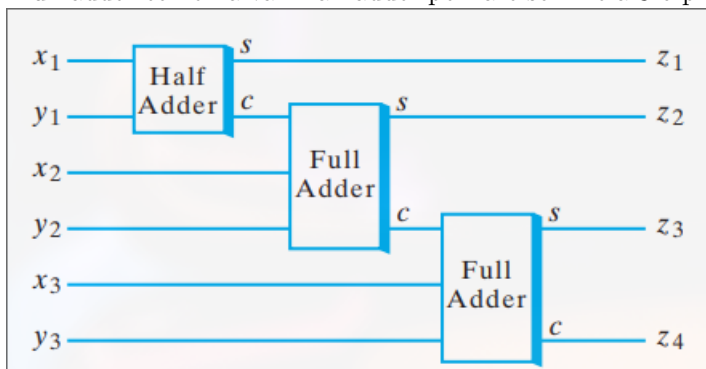 x1 s z1
Half
Adder
y1 c s z2
x2 Full
Adder
y2 c s z3
x3 Full
Adder
y3 c z4